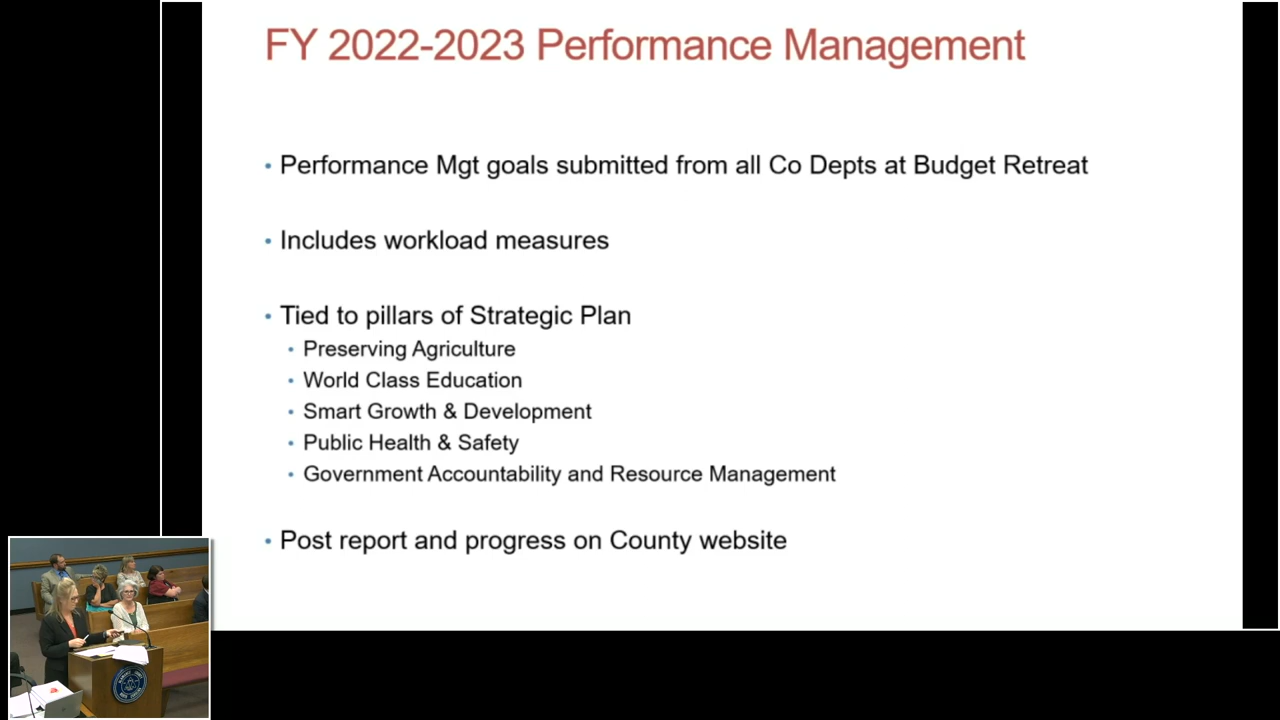 FY 2022-2023 Performance Management
• Performance Mgt goals submitted from all Co Depts at Budget Retreat
• Includes workload measures
• Tied to pillars of Strategic Plan
• Preserving Agriculture
• World Class Education
• Smart Growth & Development
• Public Health & Safety
• Government Accountability and Resource Management
• Post report and progress on County website